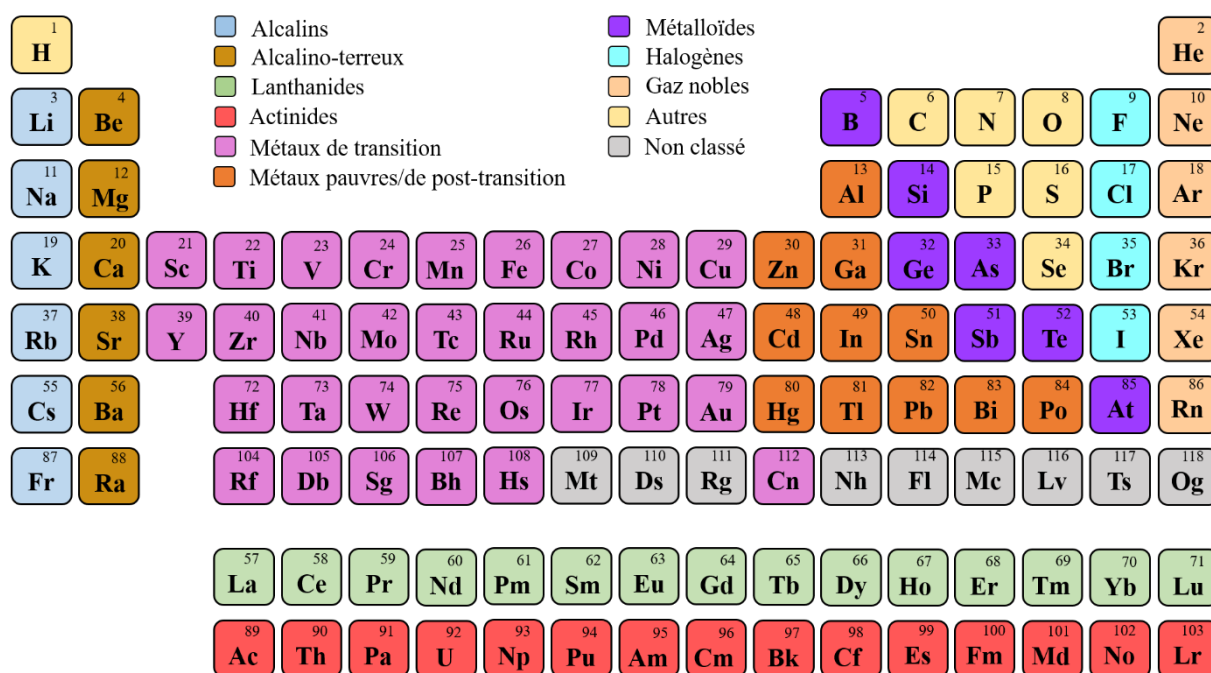 1 H
Alcalins
Métalloïdes
2 He
Alcalino-terreux
Halogènes
Lanthanides
Gaz nobles
Actinides
Autres
Métaux de transition
Non classé
Métaux pauvres/de post-transition
3 Li 4 Be 5 B 6 C 7 N 8 O 9 F 10 Ne
11 Na 12 Mg 13 Al 14 Si 15 P 16 S 17 Cl 18 Ar
19 K 20 Ca 21 Sc 22 Ti 23 V 24 Cr 25 Mn 26 Fe 27 Co 28 Ni 29 Cu 30 Zn 31 Ga 32 Ge 33 As 34 Se 35 Br 36 Kr
37 Rb 38 Sr 39 Y 40 Zr 41 Nb 42 Mo 43 Tc 44 Ru 45 Rh 46 Pd 47 Ag 48 Cd 49 In 50 Sn 51 Sb 52 Te 53 I 54 Xe
55 Cs 56 Ba 72 Hf 73 Ta 74 W 75 Re 76 Os 77 Ir 78 Pt 79 Au 80 Hg 81 Tl 82 Pb 83 Bi 84 Po 85 At 86 Rn
87 Fr 88 Ra 104 Rf 105 Db 106 Sg 107 Bh 108 Hs 109 Mt 110 Ds 111 Rg 112 Cn 113 Nh 114 Fl 115 Mc 116 Lv 117 Ts 118 Og
57 La 58 Ce 59 Pr 60 Nd 61 Pm 62 Sm 63 Eu 64 Gd 65 Tb 66 Dy 67 Ho 68 Er 69 Tm 70 Yb 71 Lu
89 Ac 90 Th 91 Pa 92 U 93 Np 94 Pu 95 Am 96 Cm 97 Bk 98 Cf 99 Es 100 Fm 101 Md 102 No 103 Lr